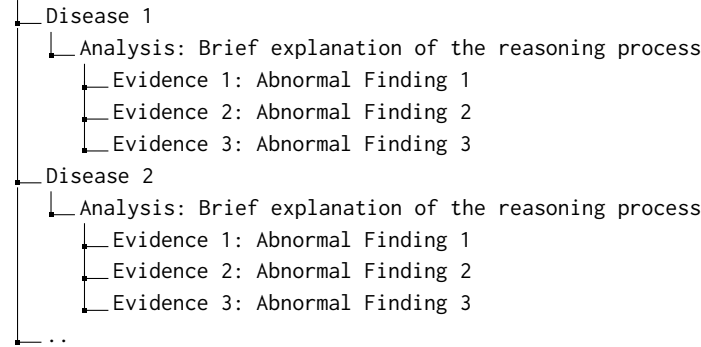 Disease 1
Analysis: Brief explanation of the reasoning process
Evidence 1: Abnormal Finding 1
Evidence 2: Abnormal Finding 2
Evidence 3: Abnormal Finding 3
Disease 2
Analysis: Brief explanation of the reasoning process
Evidence 1: Abnormal Finding 1
Evidence 2: Abnormal Finding 2
Evidence 3: Abnormal Finding 3
..